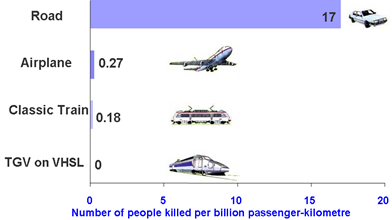 Road 17
Airplane 0.27
Classic Train 0.18
TGV on VHSL 0
0 5 10 15 20
Number of people killed per billion passenger-kilometre